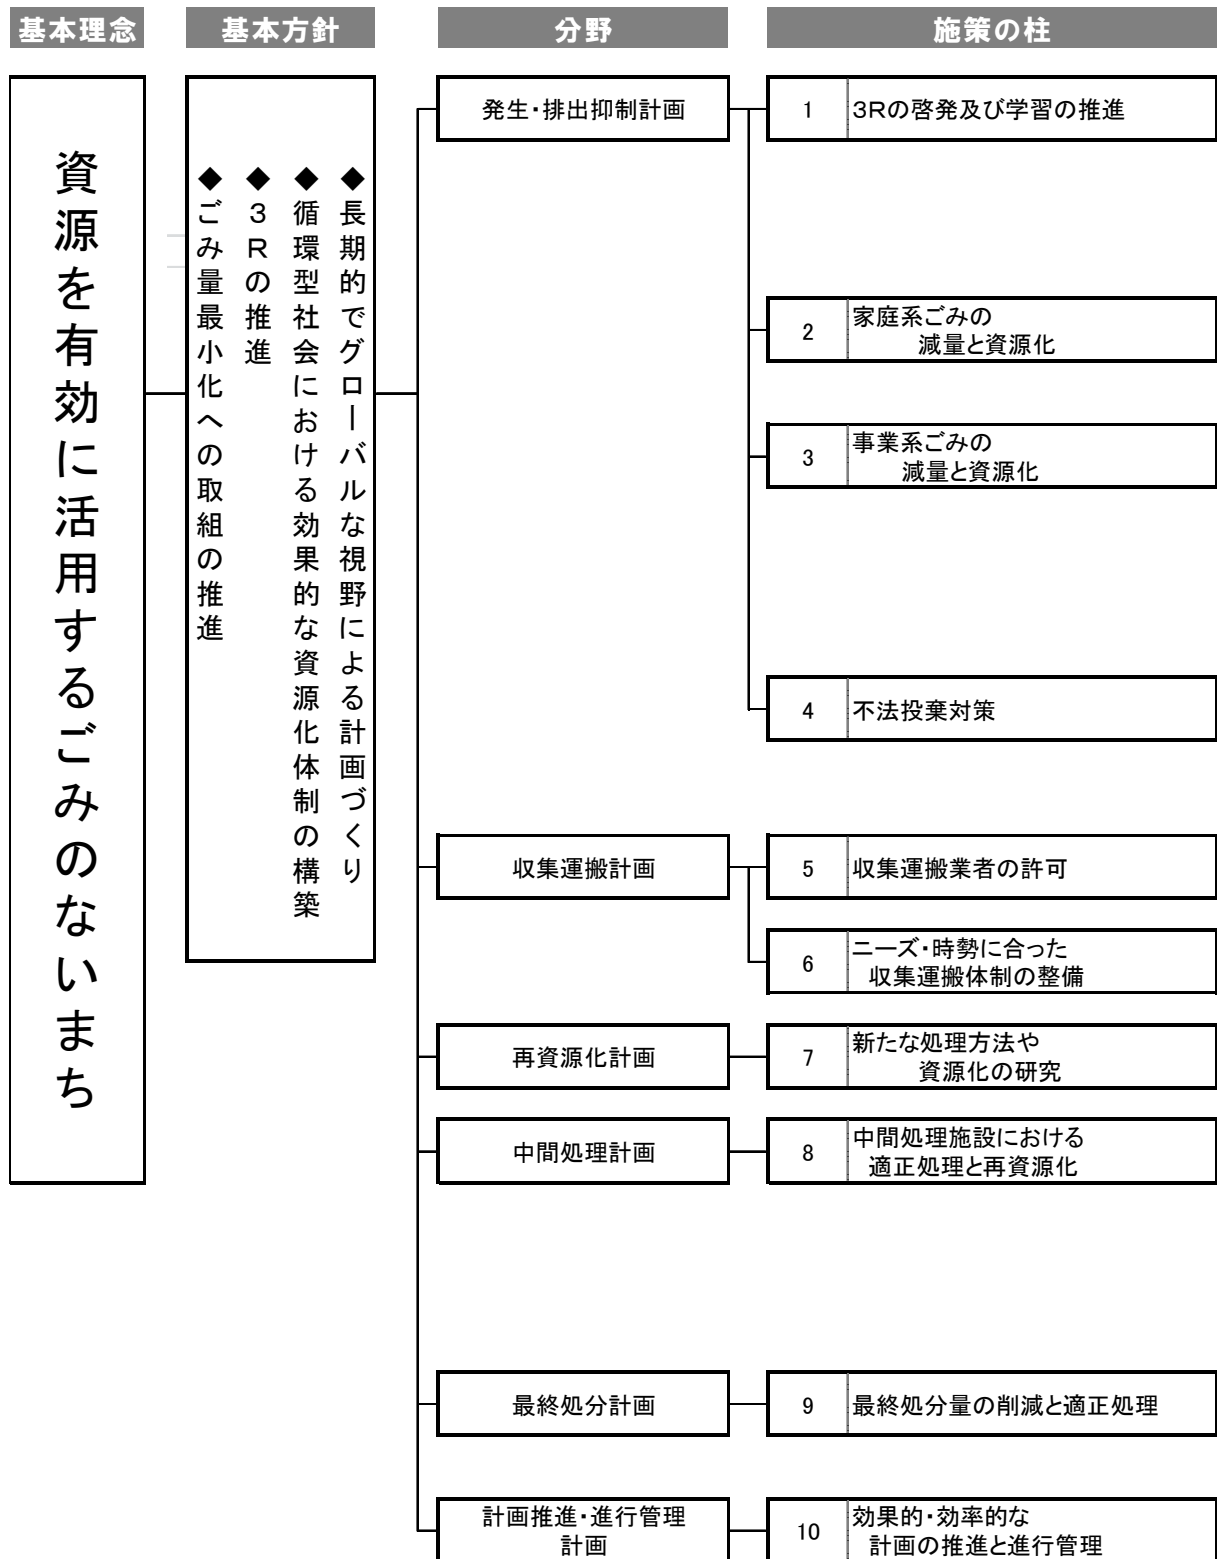 基本理念
基本方針
分野
施策の柱
資源を有効に活用するごみのないまち
◆長期的でグローバルな視野による計画づくり
◆循環型社会における効果的な資源化体制の構築
◆3Rの推進
◆ごみ量最小化への取組の推進
発生・排出抑制計画
1 3Rの啓発及び学習の推進
2 家庭系ごみの
減量と資源化
3 事業系ごみの
減量と資源化
4 不法投棄対策
収集運搬計画
5 収集運搬業者の許可
6 ニーズ・時勢に合った
収集運搬体制の整備
再資源化計画
7 新たな処理方法や
資源化の研究
中間処理計画
8 中間処理施設における
適正処理と再資源化
最終処分計画
9 最終処分量の削減と適正処理
計画推進・進行管理
計画
10 効果的・効率的な
計画の推進と進行管理